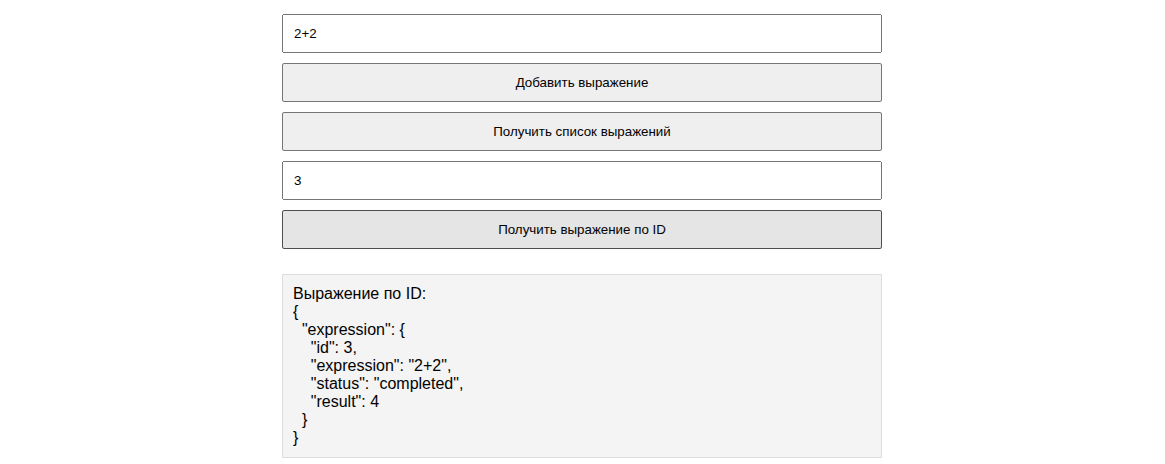 2+2
Добавить выражение
Получить список выражений
3
Получить выражение по ID
Выражение по ID:
{
  "expression": {
    "id": 3,
    "expression": "2+2",
    "status": "completed",
    "result": 4
  }
}